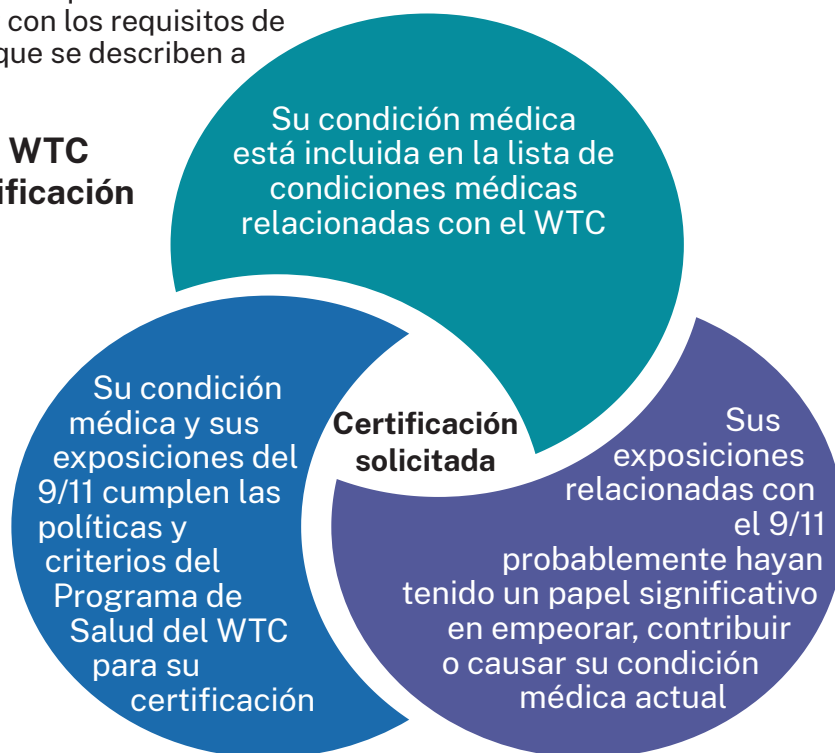 con los requisitos de
que se describen a
WTC
Su condición médica
está incluida en la lista de
condiciones médicas
relacionadas con el WTC
Su condición
médica y sus
exposiciones del
9/11 cumplen las
políticas y
criterios del
Programa de
Salud del WTC
para su
certificación
Certificación
solicitada
Sus
exposiciones
relacionadas con
el 9/11
probablemente hayan
tenido un papel significativo
en empeorar, contribuir
o causar su condición
médica actual